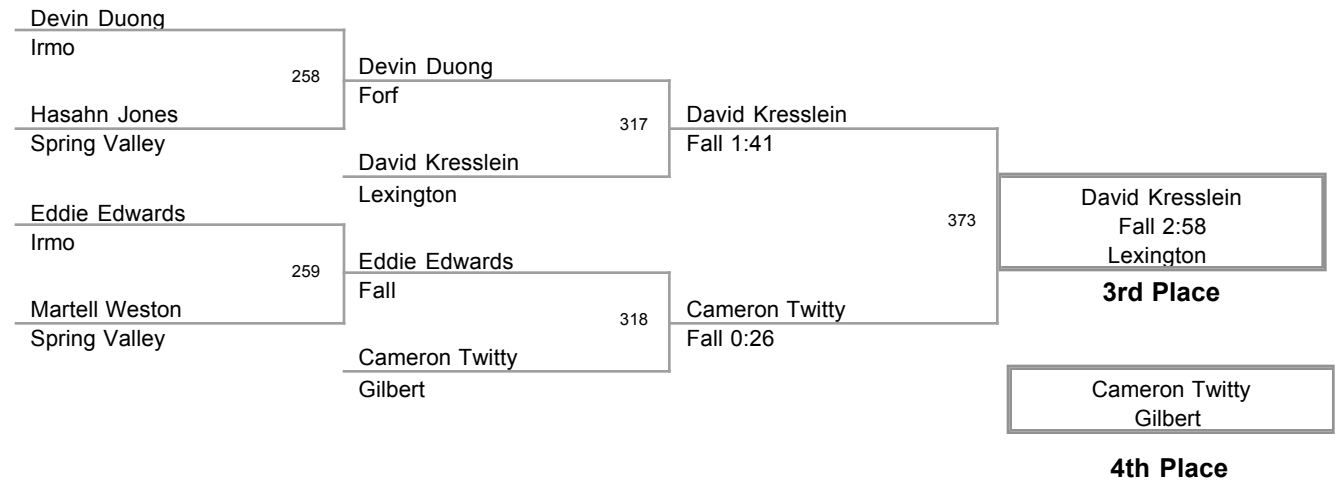 Devin Duong
Irmo
258
Hasahn Jones
Spring Valley
Eddie Edwards
Irmo
259
Martell Weston
Spring Valley
Devin Duong
Forf
317
David Kresslein
Lexington
Eddie Edwards
Fall
318
Cameron Twitty
Gilbert
David Kresslein
Fall 1:41
373
Cameron Twitty
Fall 0:26
David Kresslein
Fall 2:58
Lexington
3rd Place
Cameron Twitty
Gilbert
4th Place